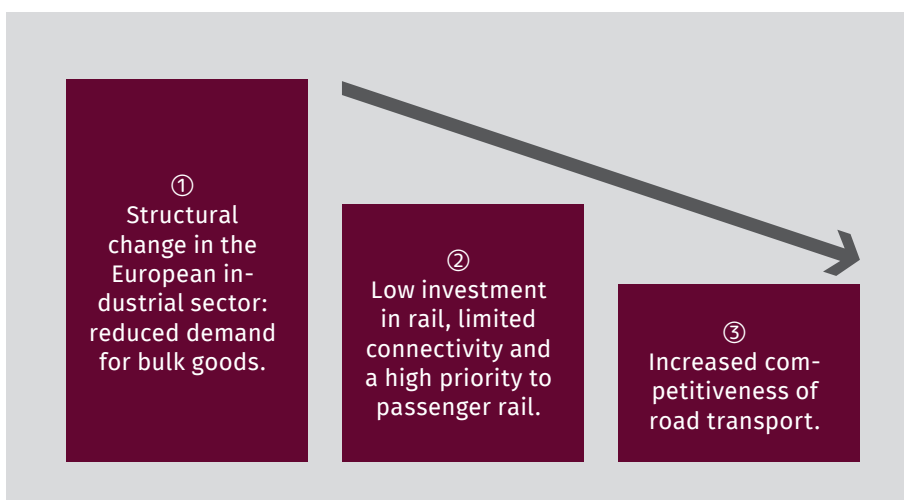 ①
Structural
change in the
European in-
dustrial sector:
reduced demand
for bulk goods.
②
Low investment
in rail, limited
connectivity and
a high priority to
passenger rail.
③
Increased com-
petitiveness of
road transport.